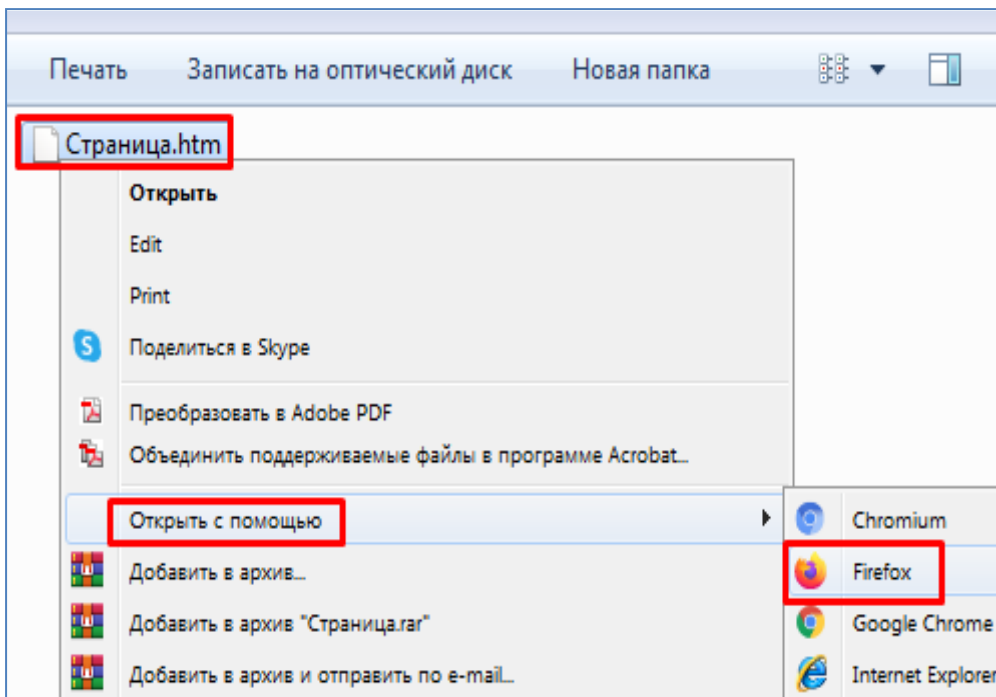 Печать Записать на оптический диск Новая папка
Страница.htm
Открыть
Edit
Print
Поделиться в Skype
Преобразовать в Adobe PDF
Объединить поддерживаемые файлы в программе Acrobat...
Открыть с помощью
Chromium
Добавить в архив...
Firefox
Добавить в архив "Страница.rar"
Google Chrome
Добавить в архив и отправить по e-mail...
Internet Explorer